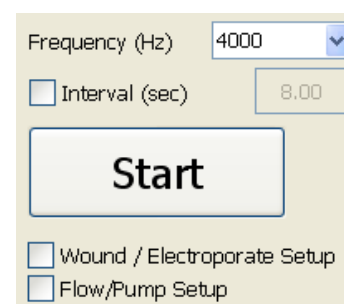 Frequency (Hz) 4000
Interval (sec) 8.00
Start
Wound / Electroporate Setup
Flow/Pump Setup